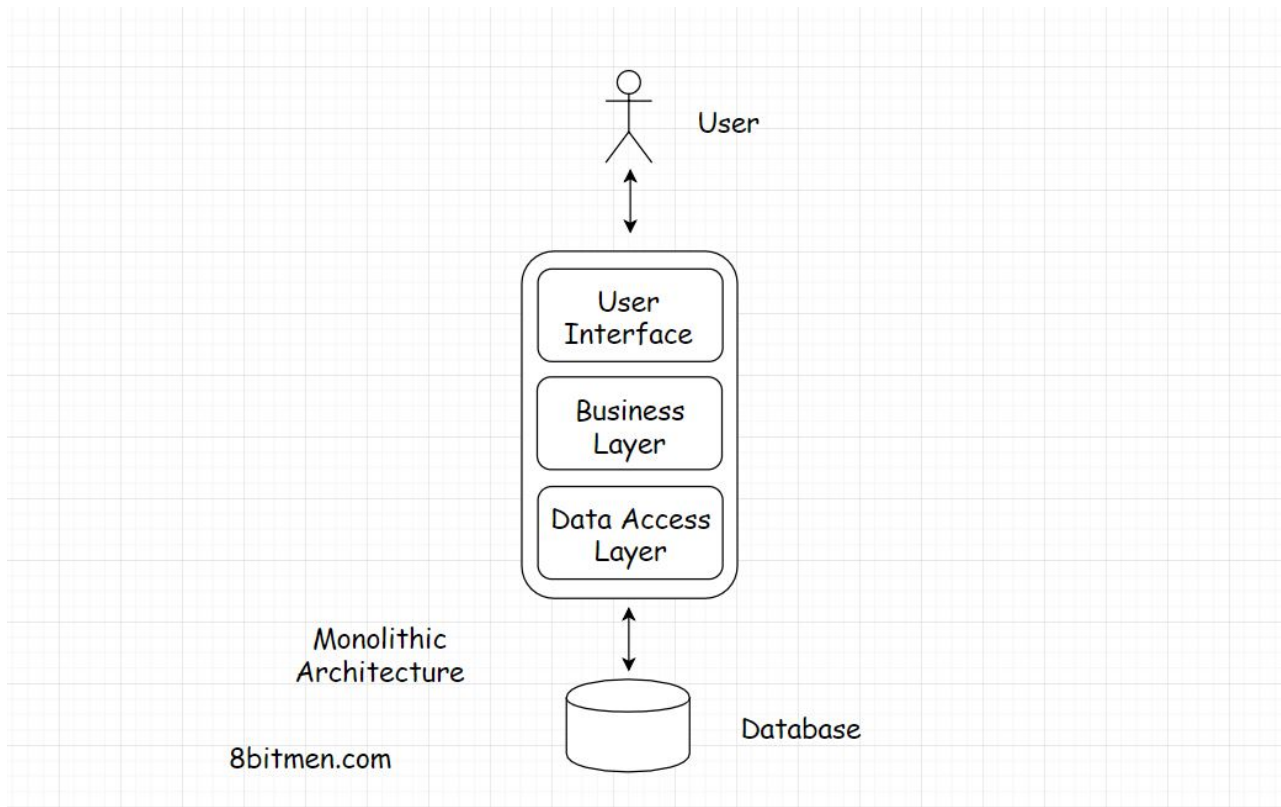 User
User
Interface
Business
Layer
Data Access
Layer
Monolithic
Architecture
Database
8bitmen.com